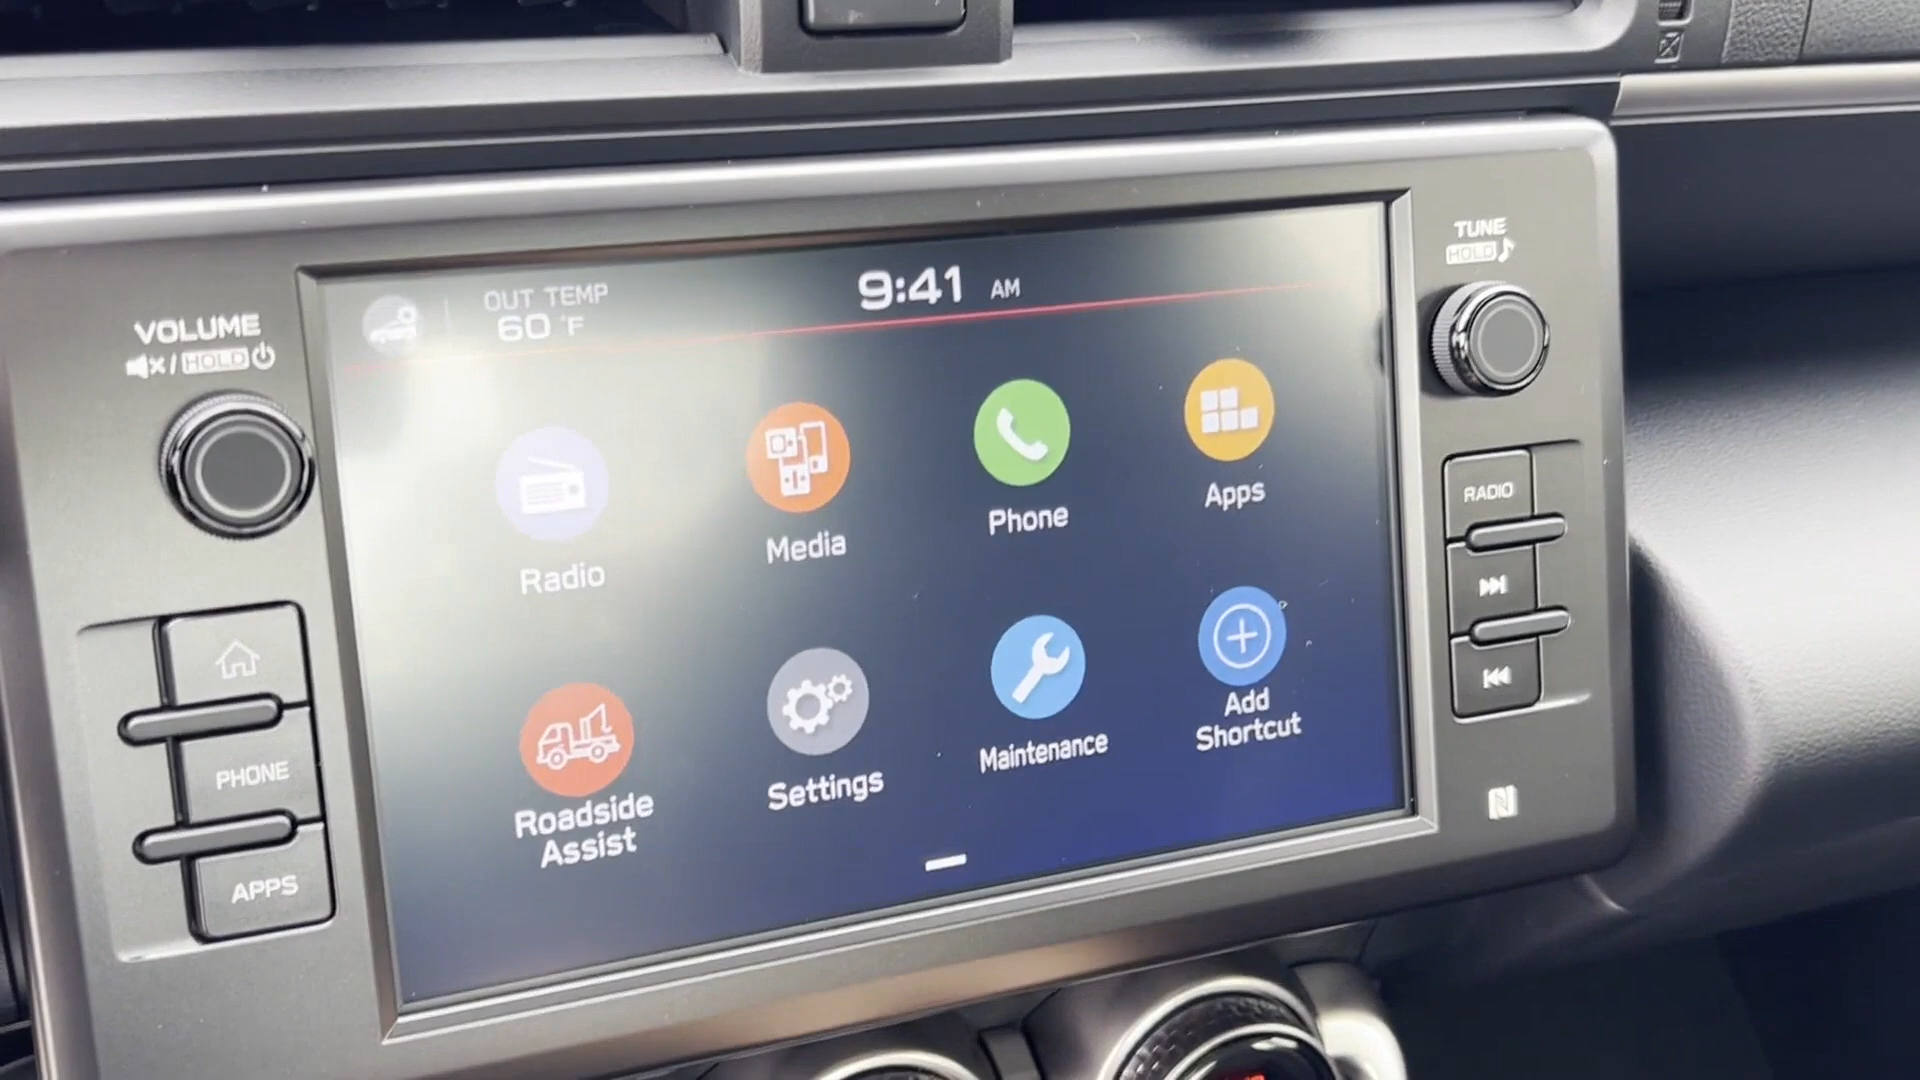 VOLUME
/ HOLD
PHONE
APPS
OUT TEMP
60 °F
9:41 AM
Radio
Media
Phone
Apps
Roadside
Assist
Settings
Maintenance
Add
Shortcut
TUNE
HOLD
RADIO